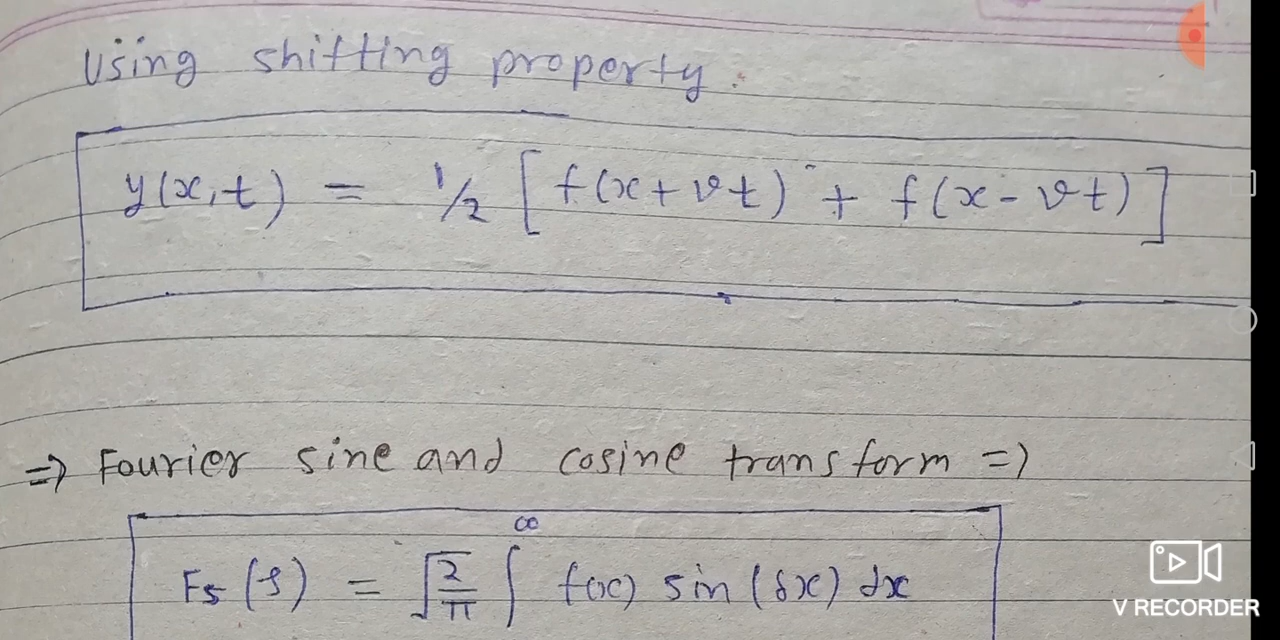 Using shifting property.
y(x,t) = 1/2 [f(x+vt) + f(x-vt)]
=> Fourier sine and cosine transform =>
∞
Fs(s) = √2/π ∫ f(x) sin(sx) dx
V RECORDER